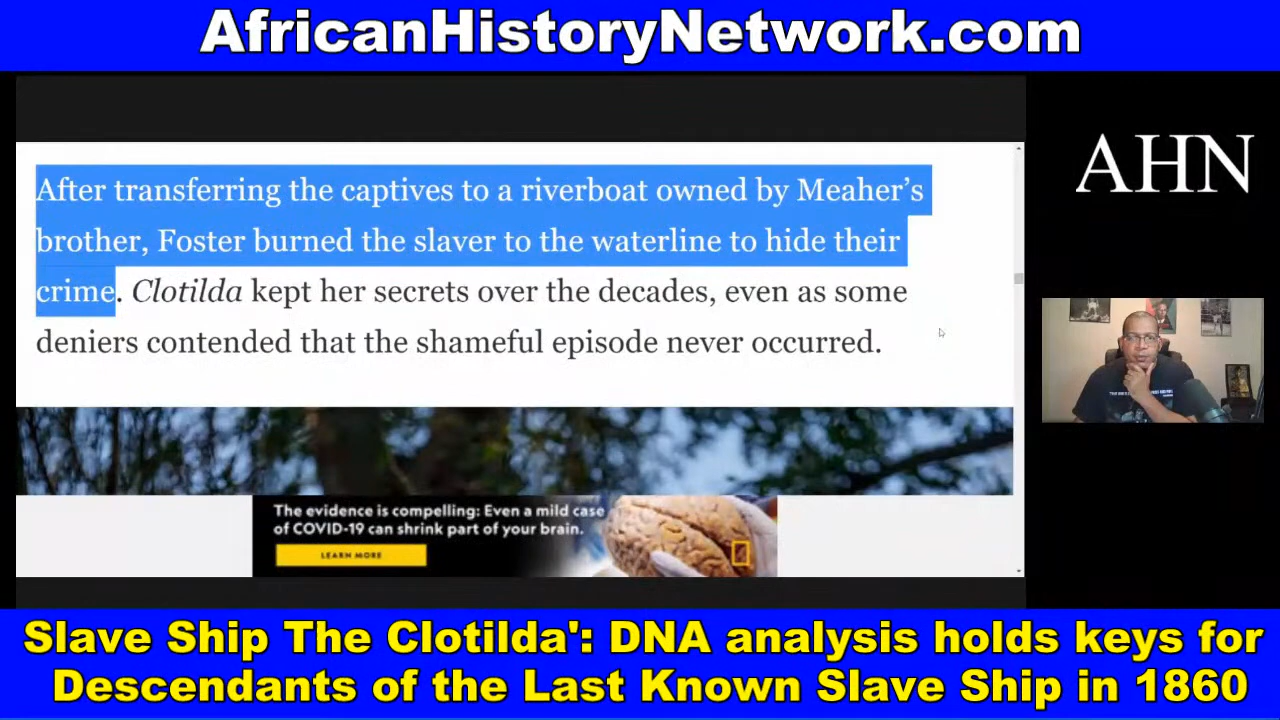 AfricanHistoryNetwork.com
AHN
After transferring the captives to a riverboat owned by Meaher’s
brother, Foster burned the slaver to the waterline to hide their
crime. Clotilda kept her secrets over the decades, even as some
deniers contended that the shameful episode never occurred.
The evidence is compelling: Even a mild case
of COVID-19 can shrink part of your brain.
LEARN MORE
Slave Ship The Clotilda': DNA analysis holds keys for
Descendants of the Last Known Slave Ship in 1860